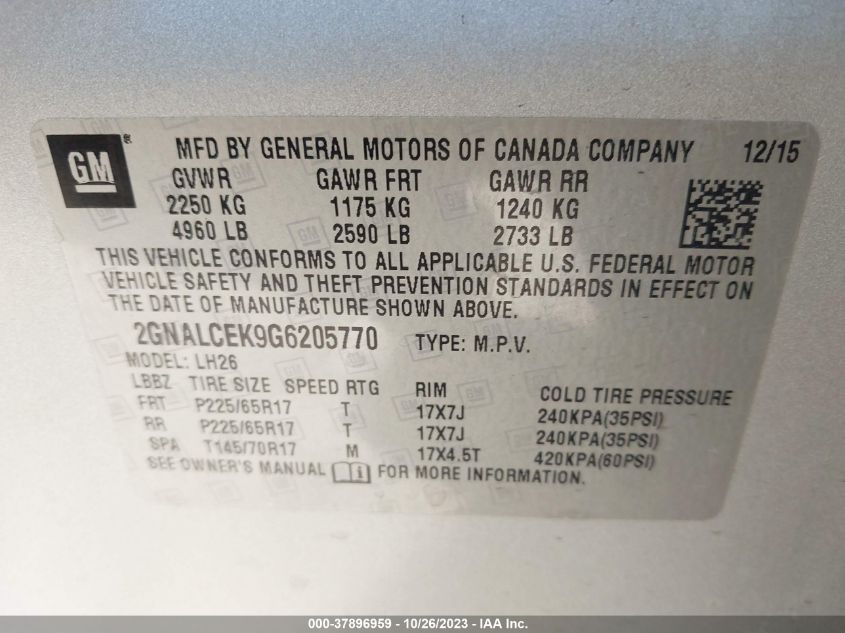 GM® MFD BY GENERAL MOTORS OF CANADA COMPANY 12/15
GVWR GAWR FRT GAWR RR
2250 KG 1175 KG 1240 KG
4960 LB 2590 LB 2733 LB
THIS VEHICLE CONFORMS TO ALL APPLICABLE U.S. FEDERAL MOTOR
VEHICLE SAFETY AND THEFT PREVENTION STANDARDS IN EFFECT ON
THE DATE OF MANUFACTURE SHOWN ABOVE.
2GNALCEK9G6205770 TYPE: M.P.V.
MODEL: LH26
LBBZ TIRE SIZE SPEED RTG RIM COLD TIRE PRESSURE
FRT P225/65R17 T 17X7J 240KPA(35PSI)
RR P225/65R17 T 17X7J 240KPA(35PSI)
SPA T145/70R17 M 17X4.5T 420KPA(60PSI)
SEE OWNER'S MANUAL FOR MORE INFORMATION.
000-37896959 - 10/26/2023 - IAA Inc.